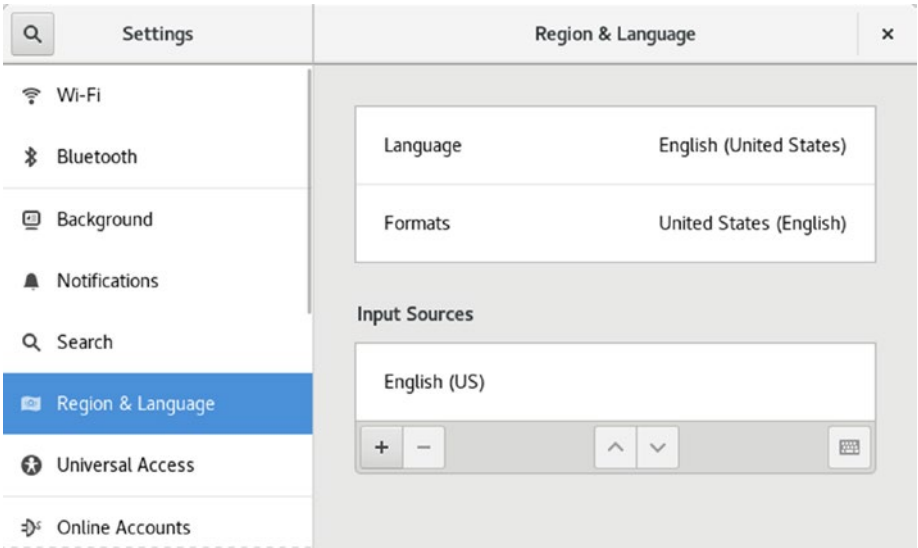 Settings
Region & Language
Wi-Fi
Bluetooth
Background
Notifications
Search
Region & Language
Universal Access
Online Accounts
Language English (United States)
Formats United States (English)
Input Sources
English (US)